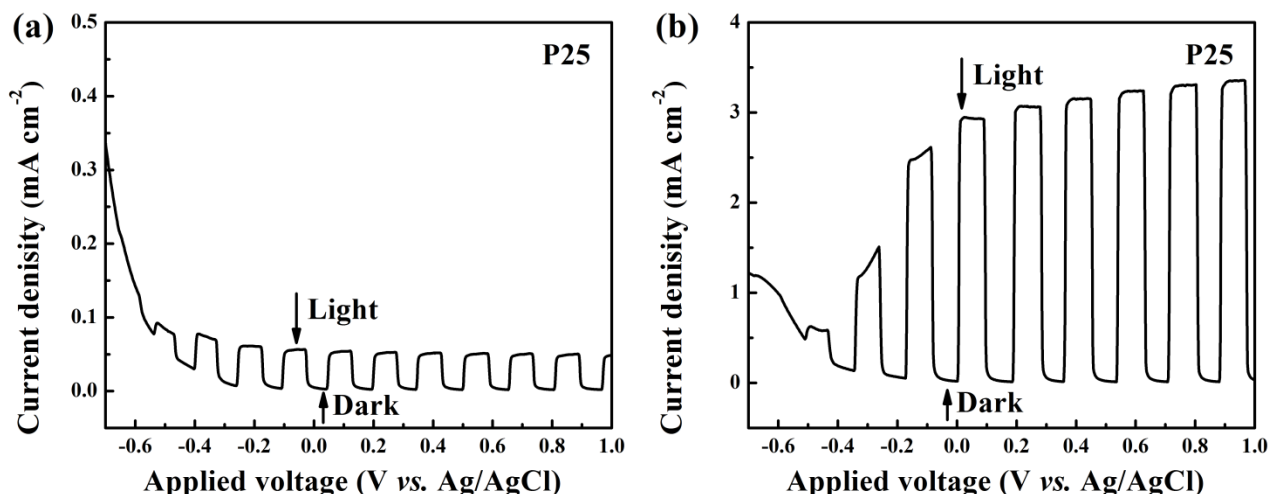 (a)
0.5
0.4
0.3
0.2
0.1
0.0
Current denisity (mA cm⁻²)
P25
Light
Dark
-0.6 -0.4 -0.2 0.0 0.2 0.4 0.6 0.8 1.0
Applied voltage (V vs. Ag/AgCl)
(b)
4
3
2
1
0
Current denisity (mA cm⁻²)
P25
Light
Dark
-0.6 -0.4 -0.2 0.0 0.2 0.4 0.6 0.8 1.0
Applied voltage (V vs. Ag/AgCl)